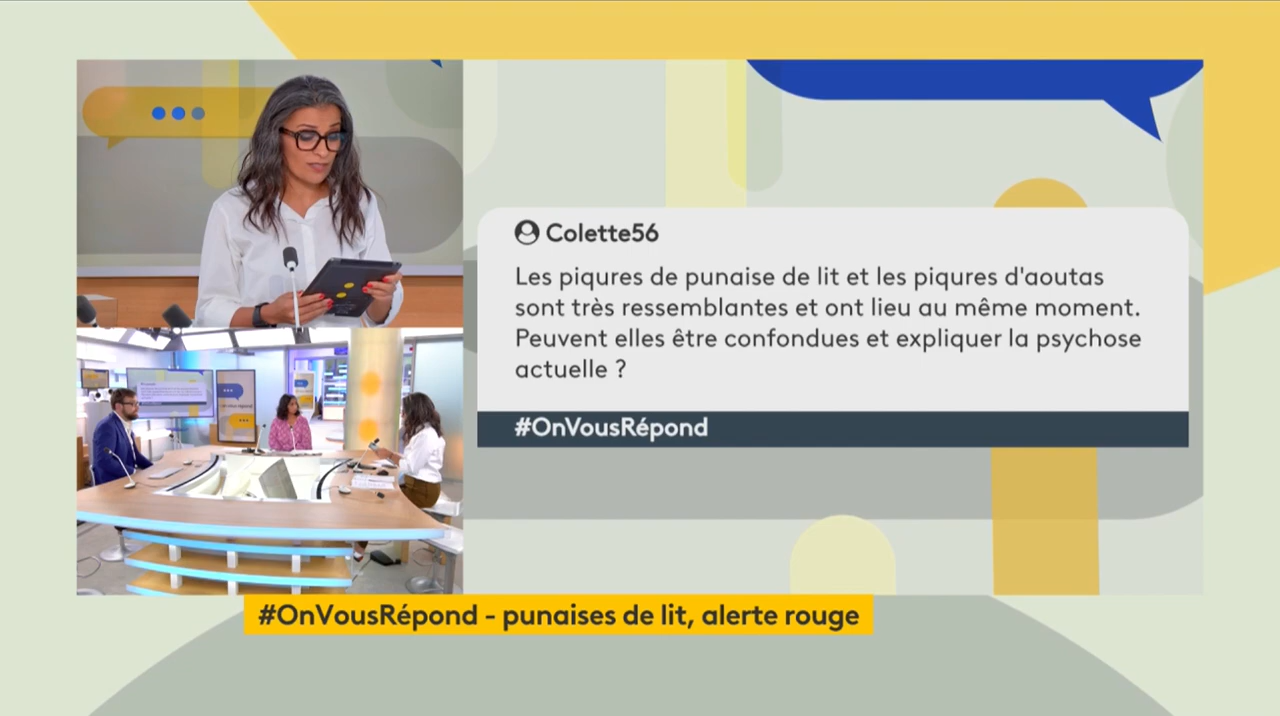 Colette56
Les piqures de punaise de lit et les piqures d'aoutas
sont très ressemblantes et ont lieu au même moment.
Peuvent elles être confondues et expliquer la psychose
actuelle ?
#OnVousRépond
#OnVousRépond - punaises de lit, alerte rouge